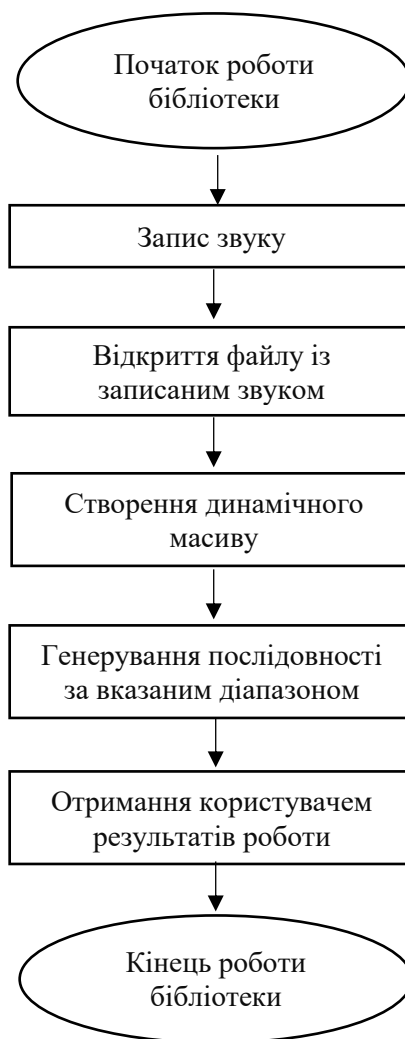 Початок роботи
бібліотеки
Запис звуку
Відкриття файлу із
записаним звуком
Створення динамічного
масиву
Генерування послідовності
за вказаним діапазоном
Отримання користувачем
результатів роботи
Кінець роботи
бібліотеки